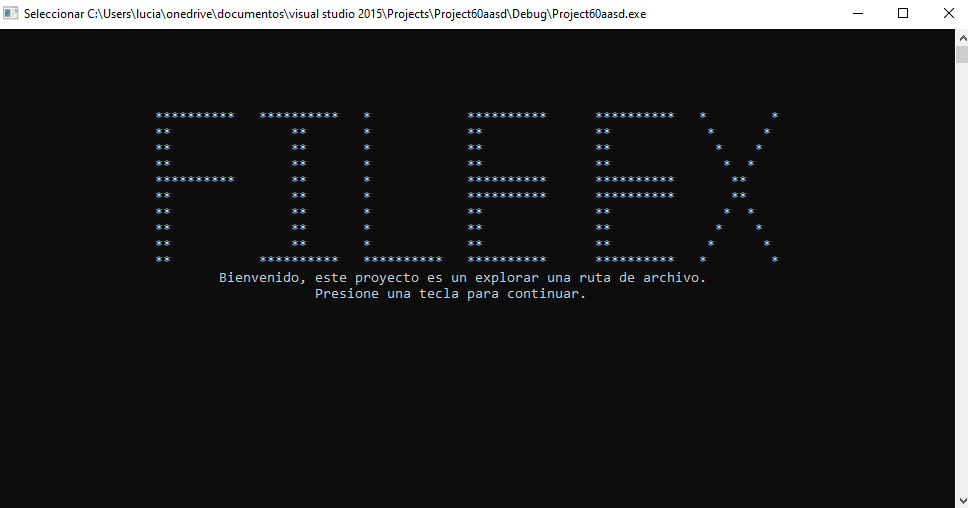 Seleccionar C:\Users\lucia\onedrive\documentos\visual studio 2015\Projects\Project60aasd\Debug\Project60aasd.exe
FILEEX
Bienvenido, este proyecto es un explorar una ruta de archivo.
Presione una tecla para continuar.